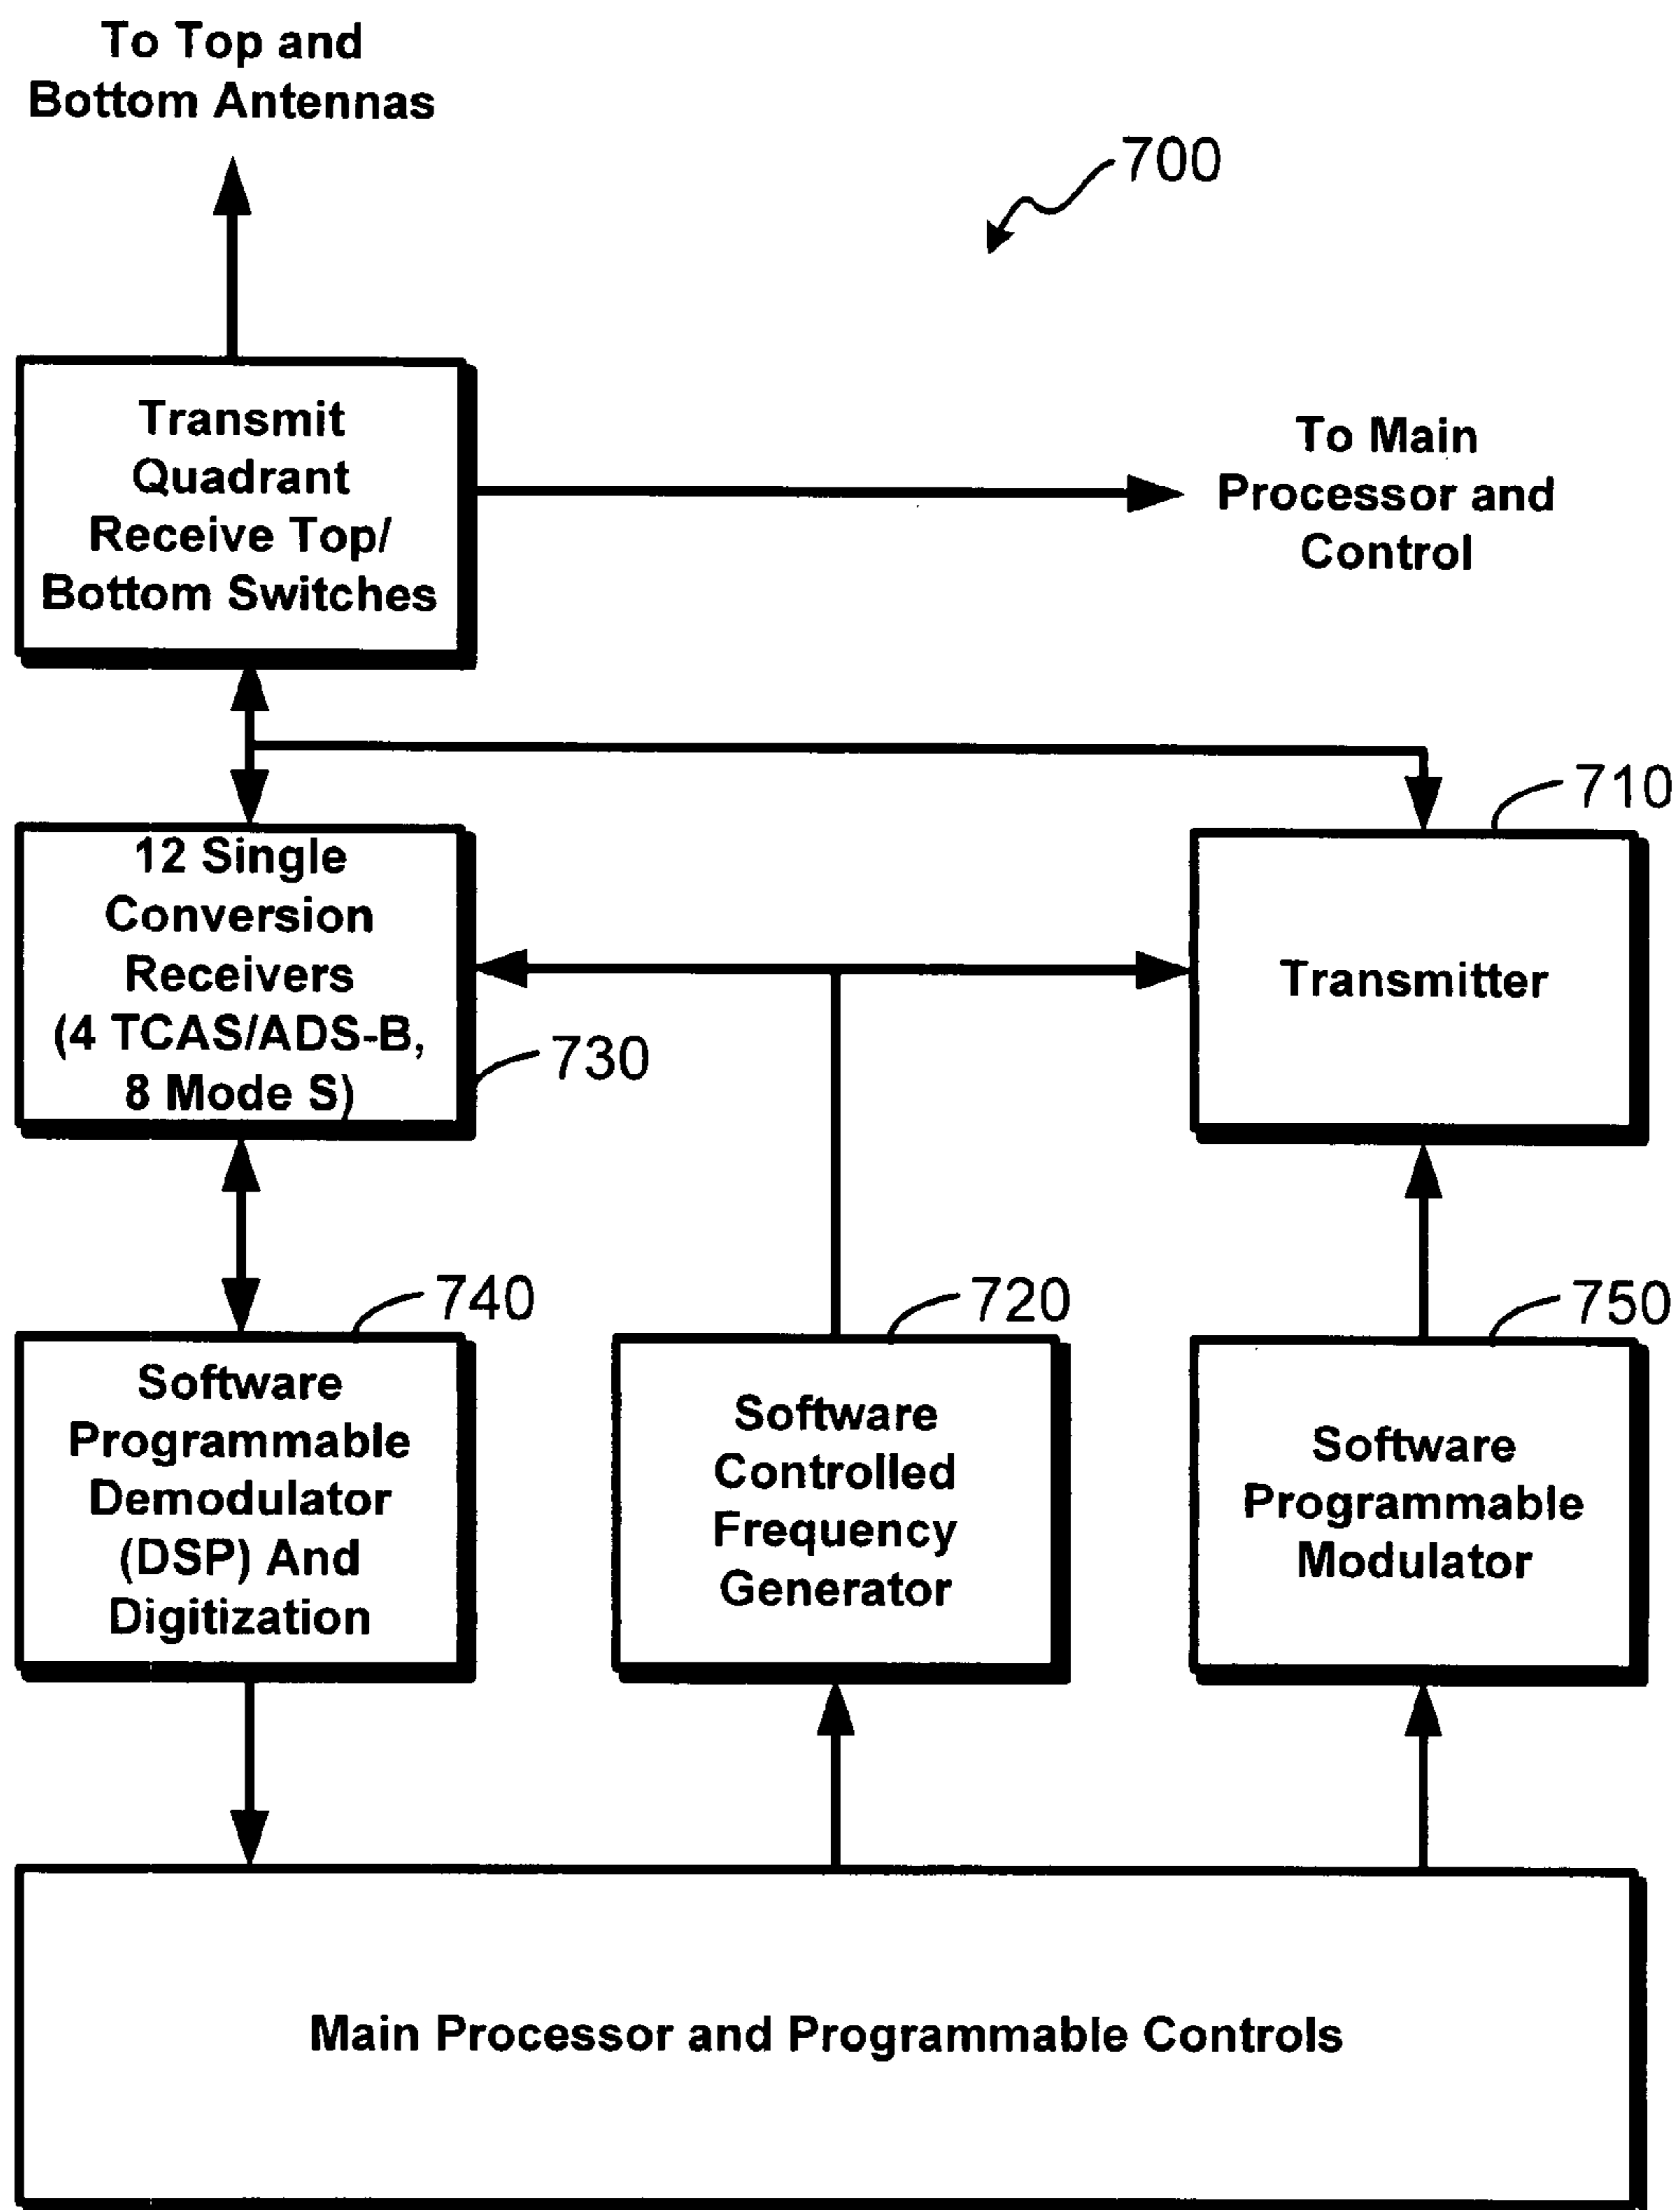 To Top and
Bottom Antennas
700
Transmit
Quadrant
Receive Top/
Bottom Switches
To Main
Processor and
Control
710
12 Single
Conversion
Receivers
(4 TCAS/ADS-B,
8 Mode S)
730
Transmitter
740
720
750
Software
Programmable
Demodulator
(DSP) And
Digitization
Software
Controlled
Frequency
Generator
Software
Programmable
Modulator
Main Processor and Programmable Controls